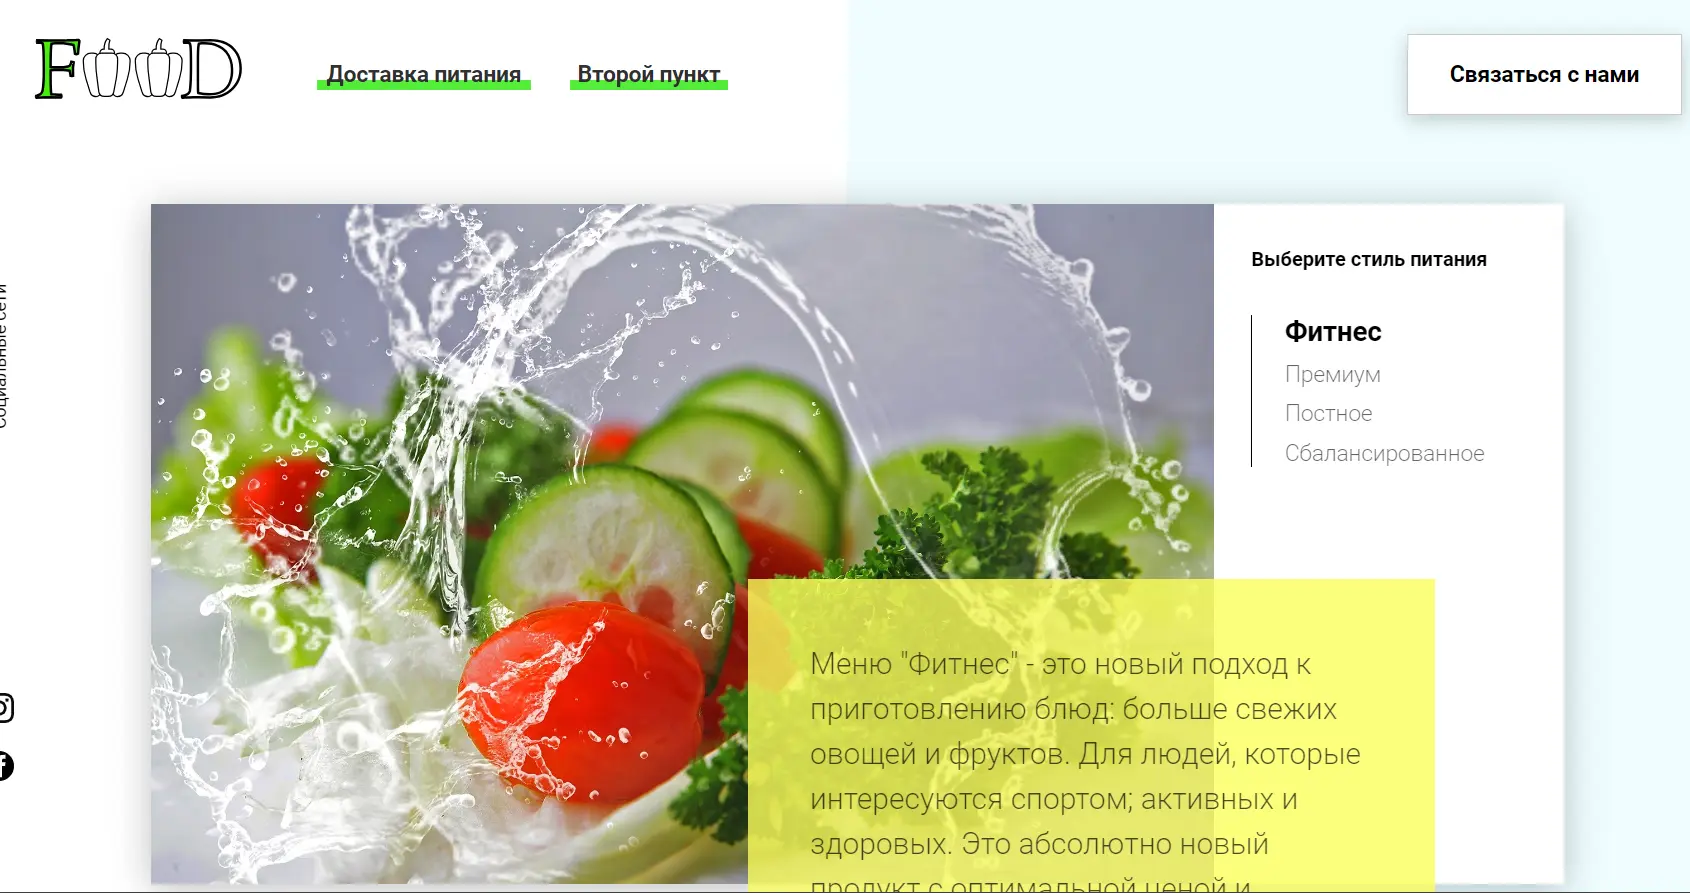 FOOD
Доставка питания
Второй пункт
Связаться с нами
Социальные сети
Выберите стиль питания
Фитнес
Премиум
Постное
Сбалансированное
Меню "Фитнес" - это новый подход к
приготовлению блюд: больше свежих
овощей и фруктов. Для людей, которые
интересуются спортом; активных и
здоровых. Это абсолютно новый
продукт с оптимальной ценой и